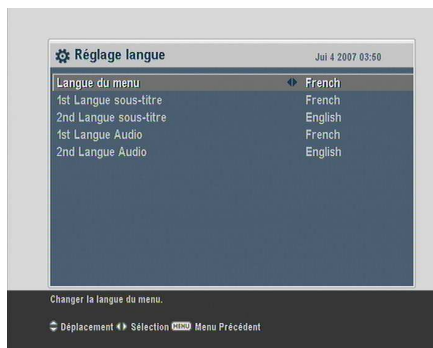 Réglage langue Jui 4 2007 03:50
Langue du menu French
1st Langue sous-titre French
2nd Langue sous-titre English
1st Langue Audio French
2nd Langue Audio English
Changer la langue du menu.
Déplacement Sélection MENU Menu Précédent